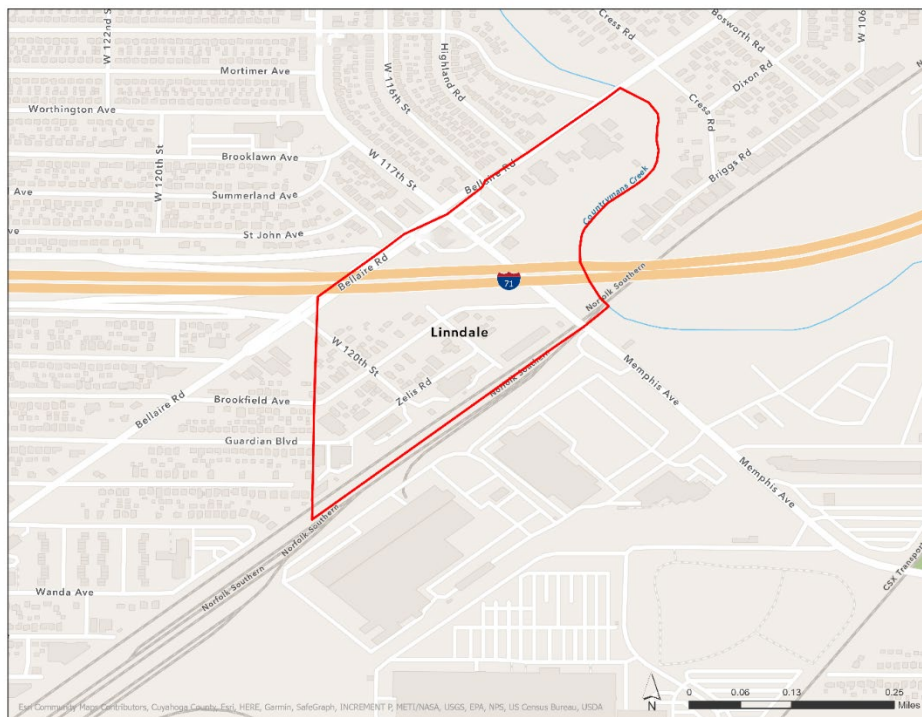 W 122nd S
Cress Rd
Bosworth Rd
W 106
Mortimer Ave
W 116th St
Highland Rd
Dixon Rd
Worthington Ave
Cress Rd
W 120th St
Brooklawn Ave
W 117th St
Bellaire Rd
Briggs Rd
Ave
Summerland Ave
Countrymans Creek
ve
St John Ave
Bellaire Rd
71
Norfolk Southern
Linndale
W 120th St
Norfolk Southern
Memphis Ave
Zelis Rd
Bellaire Rd
Brookfield Ave
Guardian Blvd
Memphis Ave
Norfolk Southern
Norfolk Southern
CSX Transport
Wanda Ave
N
0 0.06 0.13 0.25
Miles
Esri Community Maps Contributors, Cuyahoga County, Esri, HERE, Garmin, SafeGraph, INCREMENT P, METI/NASA, USGS, EPA, NPS, US Census Bureau, USDA